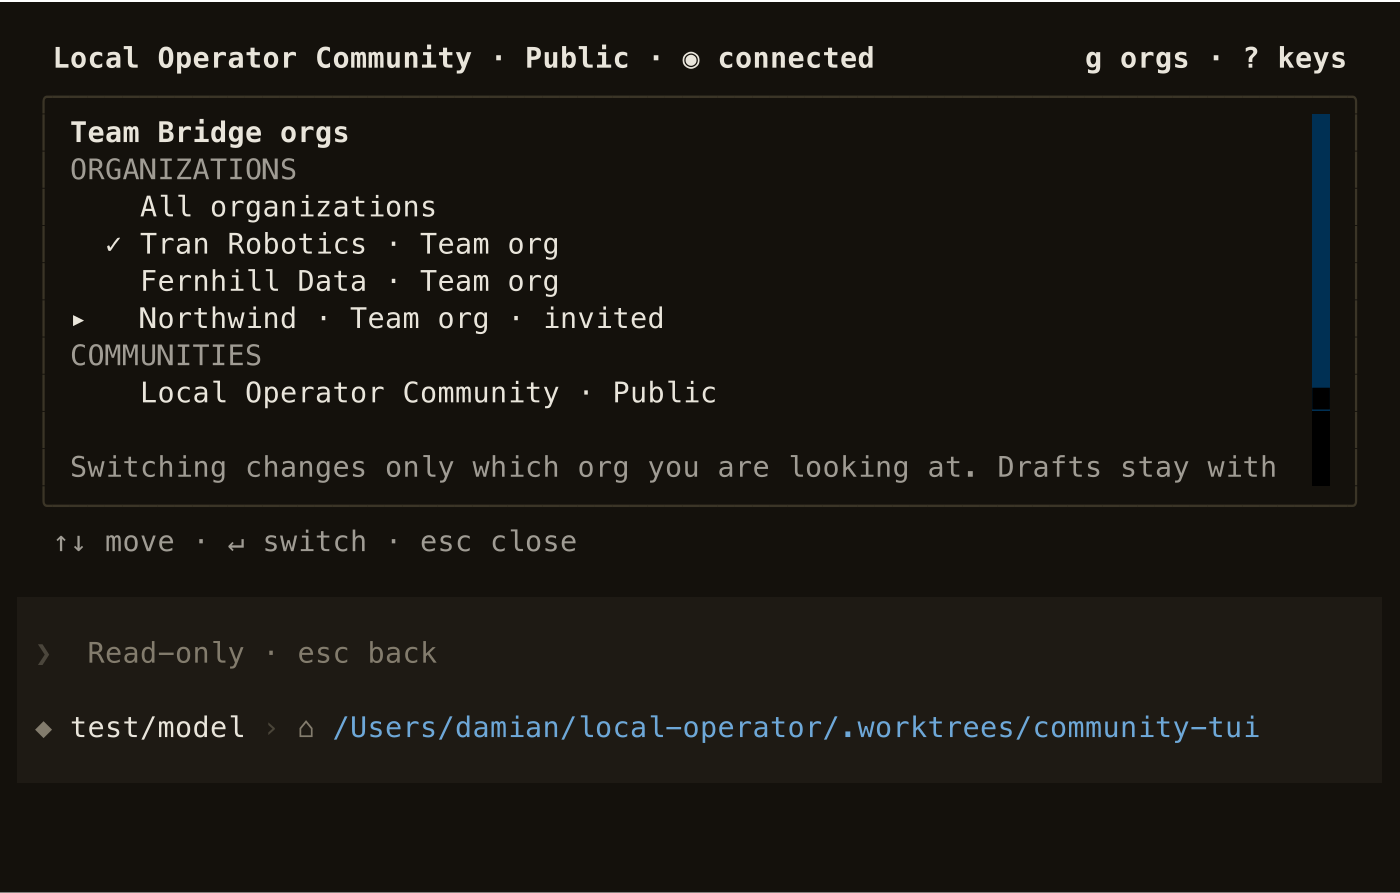 Local Operator Community · Public · ◉ connected g orgs · ? keys
Team Bridge orgs
ORGANIZATIONS
All organizations
✓ Tran Robotics · Team org
Fernhill Data · Team org
▸ Northwind · Team org · invited
COMMUNITIES
Local Operator Community · Public
Switching changes only which org you are looking at. Drafts stay with
↑↓ move · ↵ switch · esc close
❯ Read-only · esc back
◆ test/model › ⌂ /Users/damian/local-operator/.worktrees/community-tui